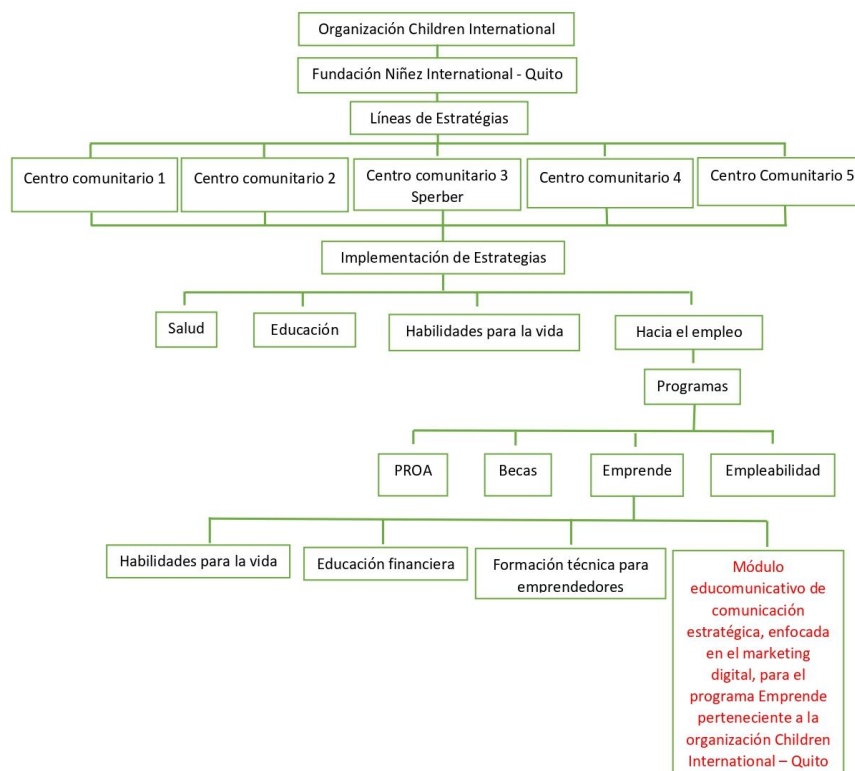 Organización Children International
Fundación Niñez International - Quito
Líneas de Estratégias
Centro comunitario 1
Centro comunitario 2
Centro comunitario 3
Sperber
Centro comunitario 4
Centro Comunitario 5
Implementación de Estrategias
Salud
Educación
Habilidades para la vida
Hacia el empleo
Programas
PROA
Becas
Emprende
Empleabilidad
Habilidades para la vida
Educación financiera
Formación técnica para
emprendedores
Módulo
educomunicativo de
comunicación
estratégica, enfocada
en el marketing
digital, para el
programa Emprende
perteneciente a la
organización Children
International – Quito